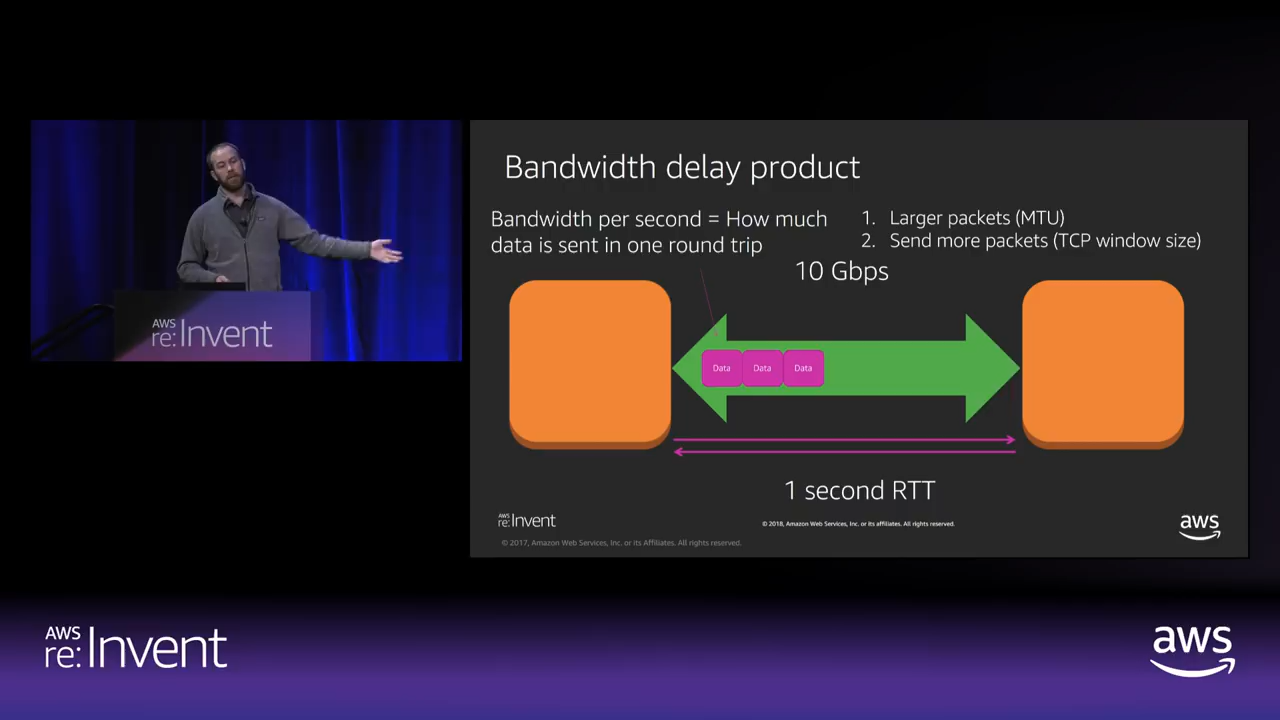 AWS
re:Invent
Bandwidth delay product
Bandwidth per second = How much
data is sent in one round trip
1. Larger packets (MTU)
2. Send more packets (TCP window size)
10 Gbps
Data Data Data
1 second RTT
AWS
re:Invent
© 2018, Amazon Web Services, Inc. or its affiliates. All rights reserved.
aws
© 2017, Amazon Web Services, Inc. or its Affiliates. All rights reserved.
AWS
re:Invent
aws